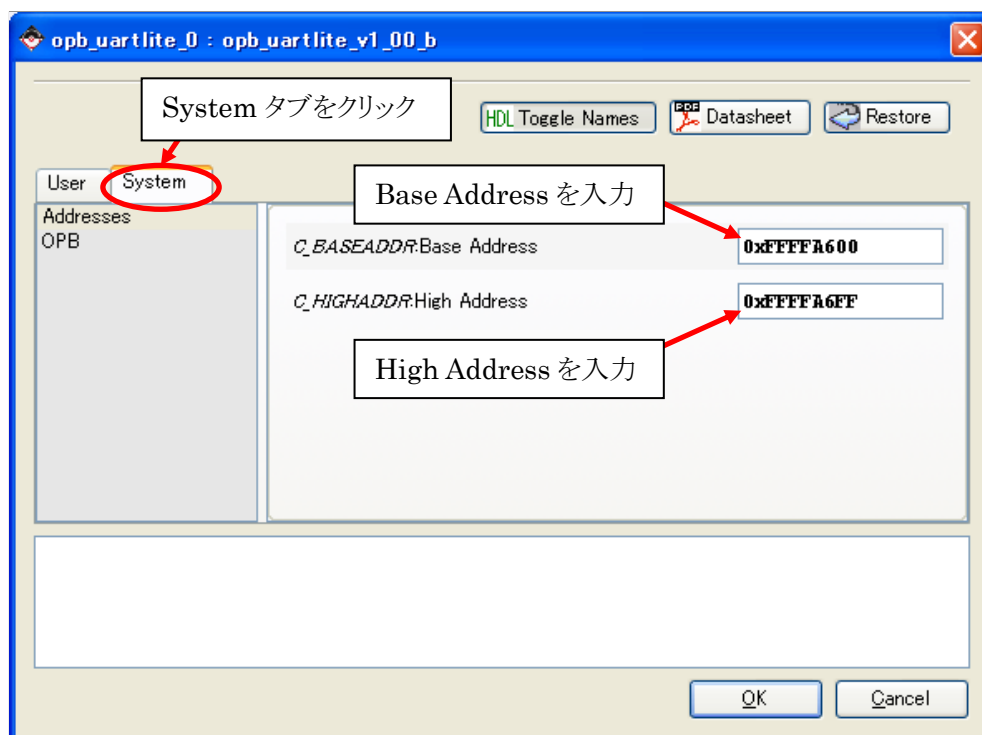 opb_uartlite_0 : opb_uartlite_v1_00_b
System タブをクリック
HDL Toggle Names
PDF Datasheet
Restore
User
System
Base Address を入力
Addresses
OPB
C_BASEADDR:Base Address
0xFFFFA600
C_HIGHADDR:High Address
0xFFFFA6FF
High Address を入力
OK
Cancel